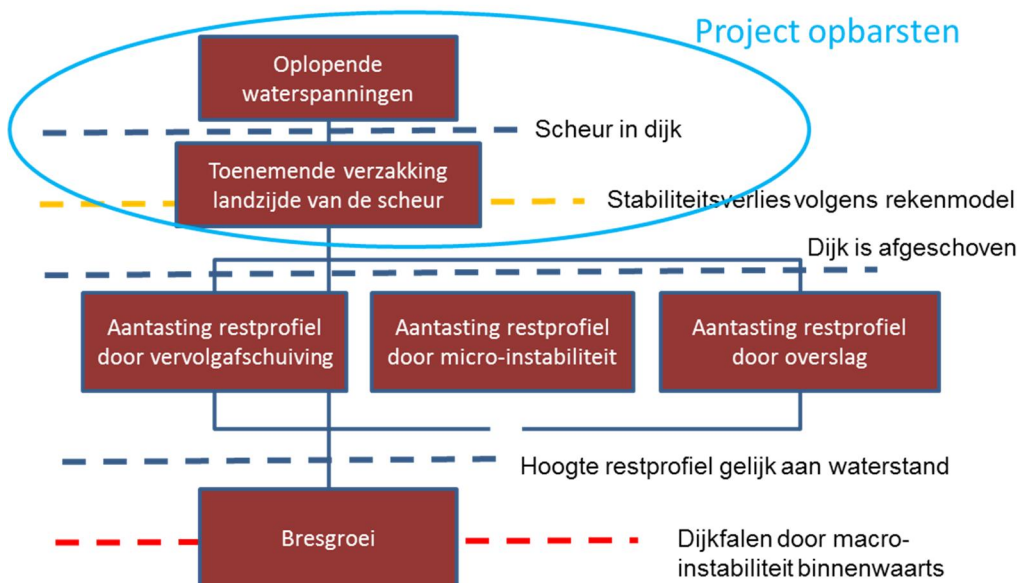 Project opbarsten
Oplopende
waterspanningen
Scheur in dijk
Toenemende verzakking
landzijde van de scheur
Stabiliteitsverlies volgens rekenmodel
Dijk is afgeschoven
Aantasting restprofiel
door vervolgafschuiving
Aantasting restprofiel
door micro-instabiliteit
Aantasting restprofiel
door overslag
Hoogte restprofiel gelijk aan waterstand
Bresgroei
Dijkfalen door macro-
instabiliteit binnenwaarts